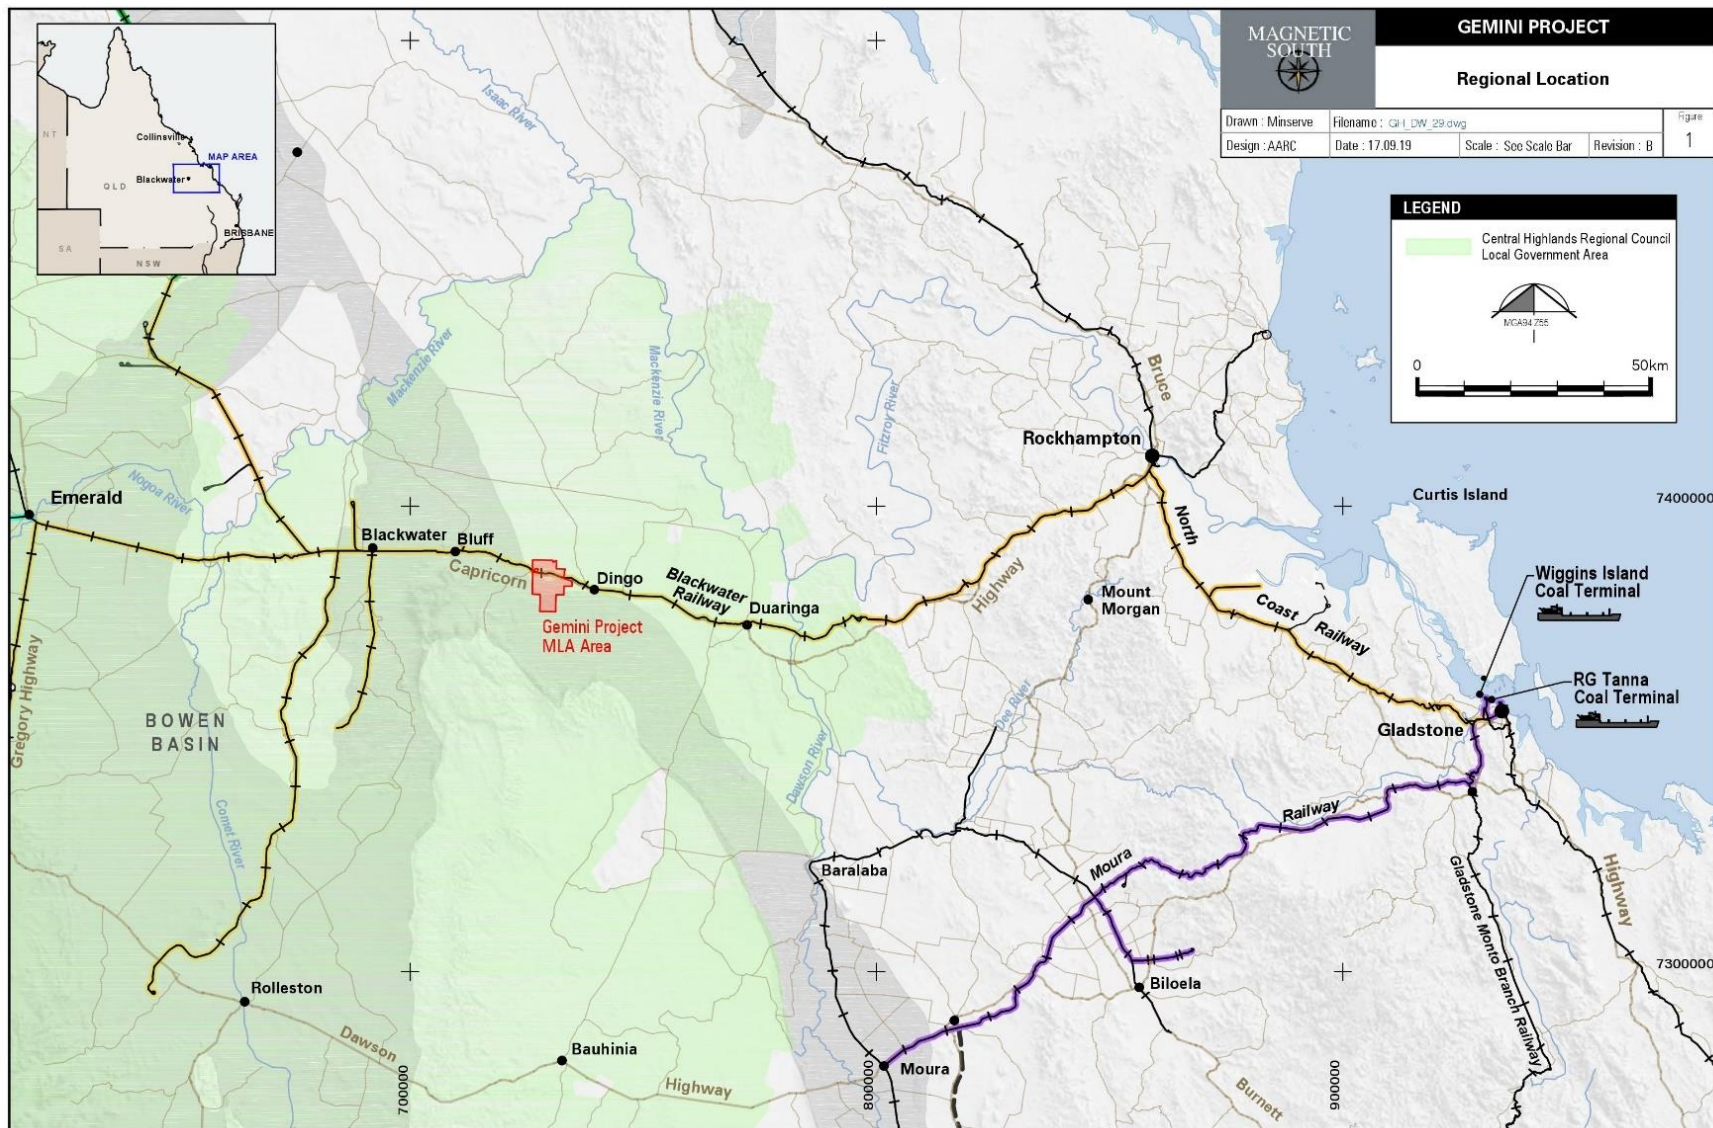 MAGNETIC
SOUTH
GEMINI PROJECT
Regional Location
Drawn : Minserve
Filename : GH_DW_29.dwg
Figure
1
Design : AARC
Date : 17.09.19
Scale : See Scale Bar
Revision : B
LEGEND
Central Highlands Regional Council
Local Government Area
MGA94 Z55
0
50km
NT
Collinsville
MAP AREA
Blackwater
QLD
BRISBANE
SA
NSW
Isaac River
Mackenzie River
Mackenzie River
Fitzroy River
Bruce
Rockhampton
Curtis Island
7400000
Emerald
Nogoa River
North
Blackwater
Bluff
Capricorn
Dingo
Blackwater
Railway
Duaringa
Highway
Mount
Morgan
Coast
Railway
Wiggins Island
Coal Terminal
Gemini Project
MLA Area
RG Tanna
Coal Terminal
Gladstone
Gregory Highway
BOWEN
BASIN
Dee River
Dawson River
Comet River
Railway
Moura
Baralaba
Gladstone Monto Branch Railway
Highway
7300000
Rolleston
Biloela
Dawson
Bauhinia
Highway
Moura
Burnett
700000
800000
900000